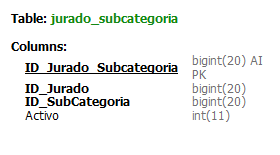 Table: jurado_subcategoria
Columns:
ID_Jurado_Subcategoria bigint(20) AI PK
ID_Jurado bigint(20)
ID_SubCategoria bigint(20)
Activo int(11)